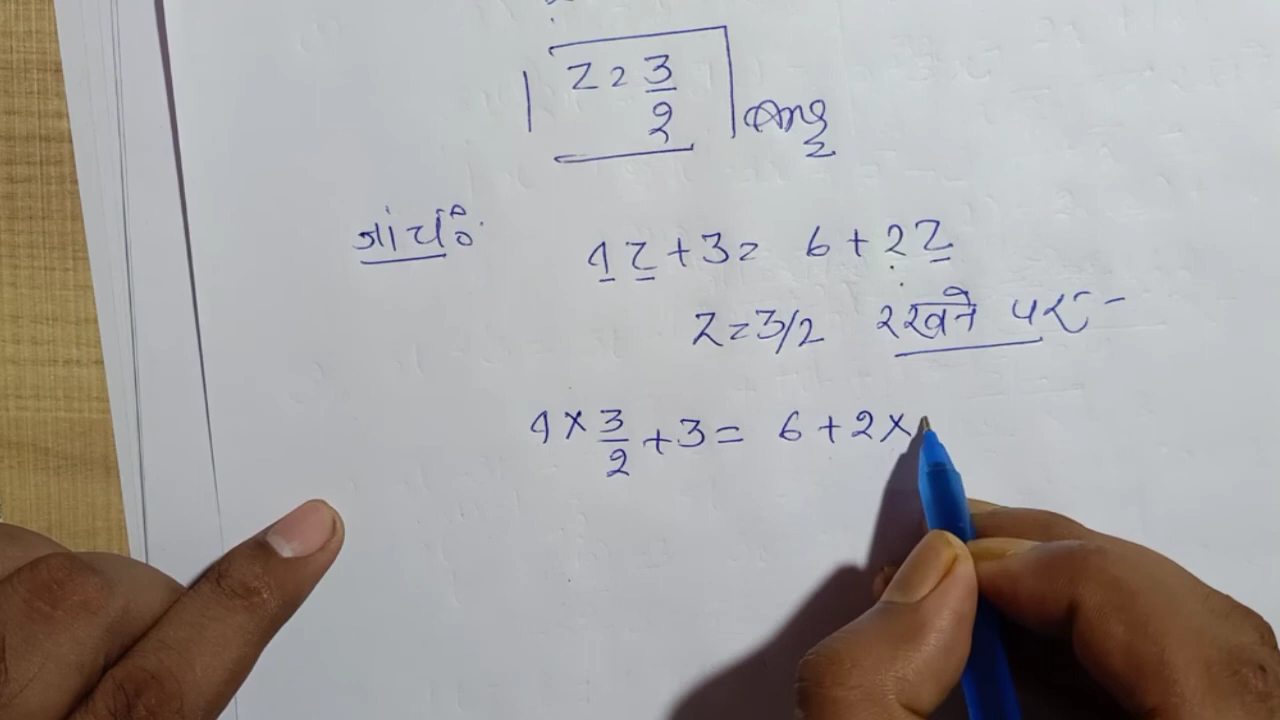 Z = 3/2 Ans
जांचः 4z + 3 = 6 + 2z
z = 3/2 रखने पर -
4 × 3/2 + 3 = 6 + 2 ×